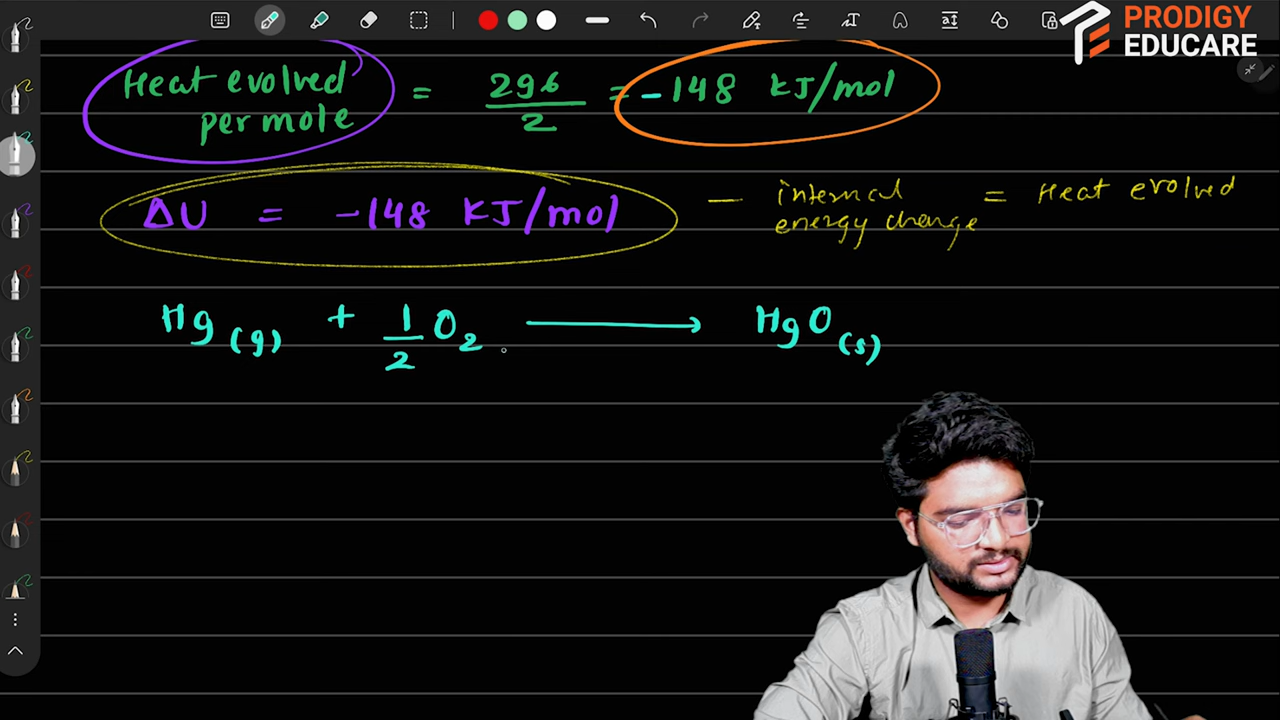 PRODIGY
EDUCARE
Heat evolved per mole = 296/2 = -148 KJ/mol
ΔU = -148 KJ/mol — internal energy change = Heat evolved
Hg(g) + 1/2 O2 ⟶ HgO(s)